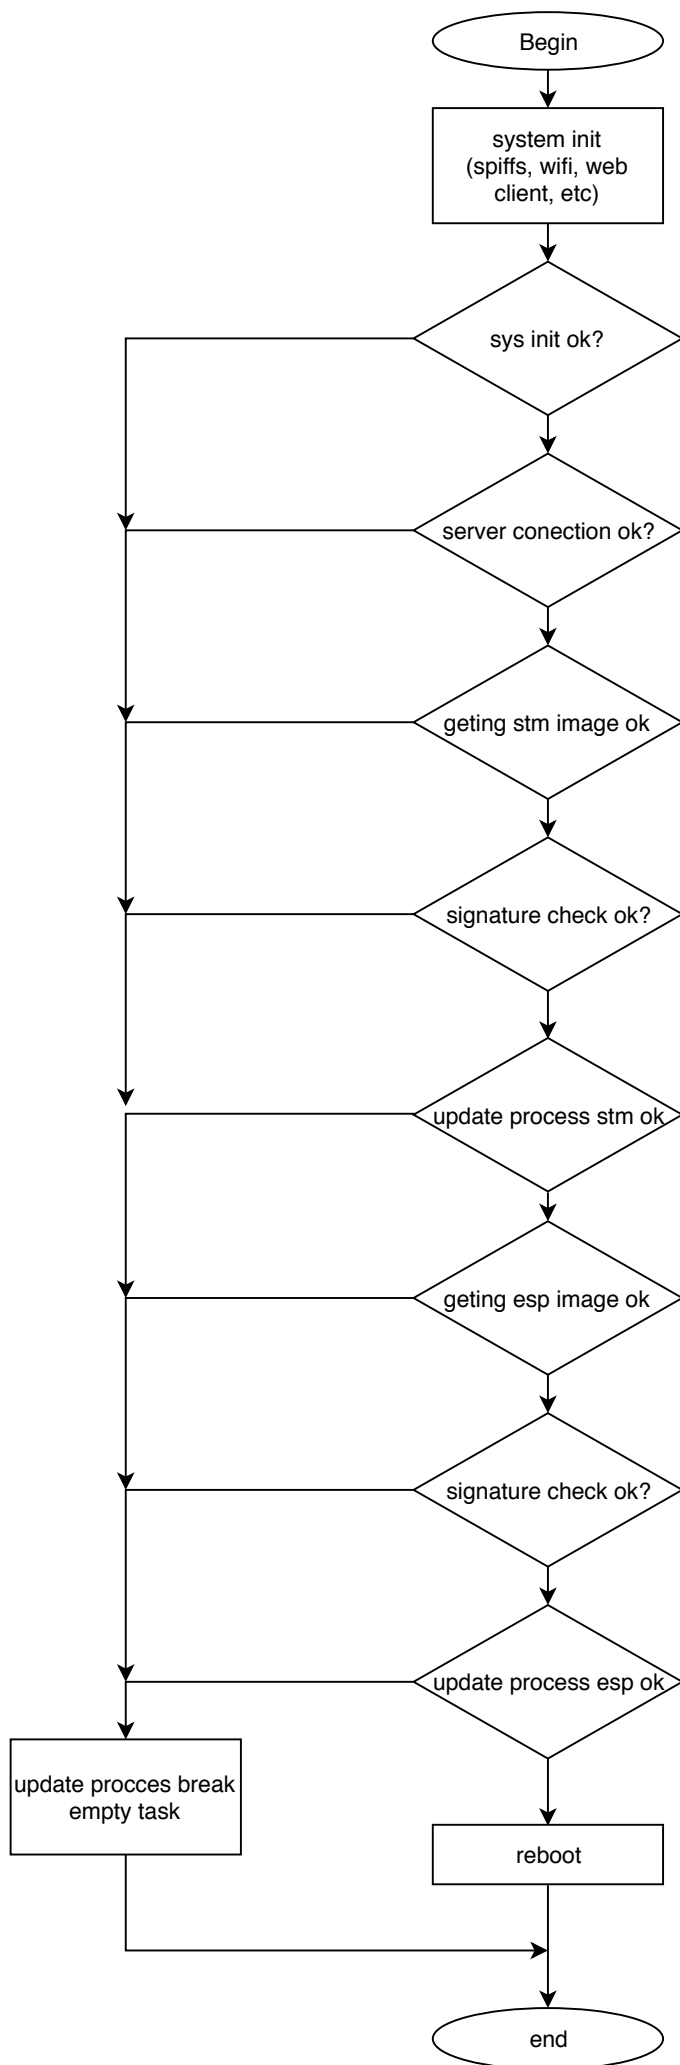 Begin
system init
(spiffs, wifi, web
client, etc)
sys init ok?
server conection ok?
geting stm image ok
signature check ok?
update process stm ok
geting esp image ok
signature check ok?
update process esp ok
update procces break
empty task
reboot
end